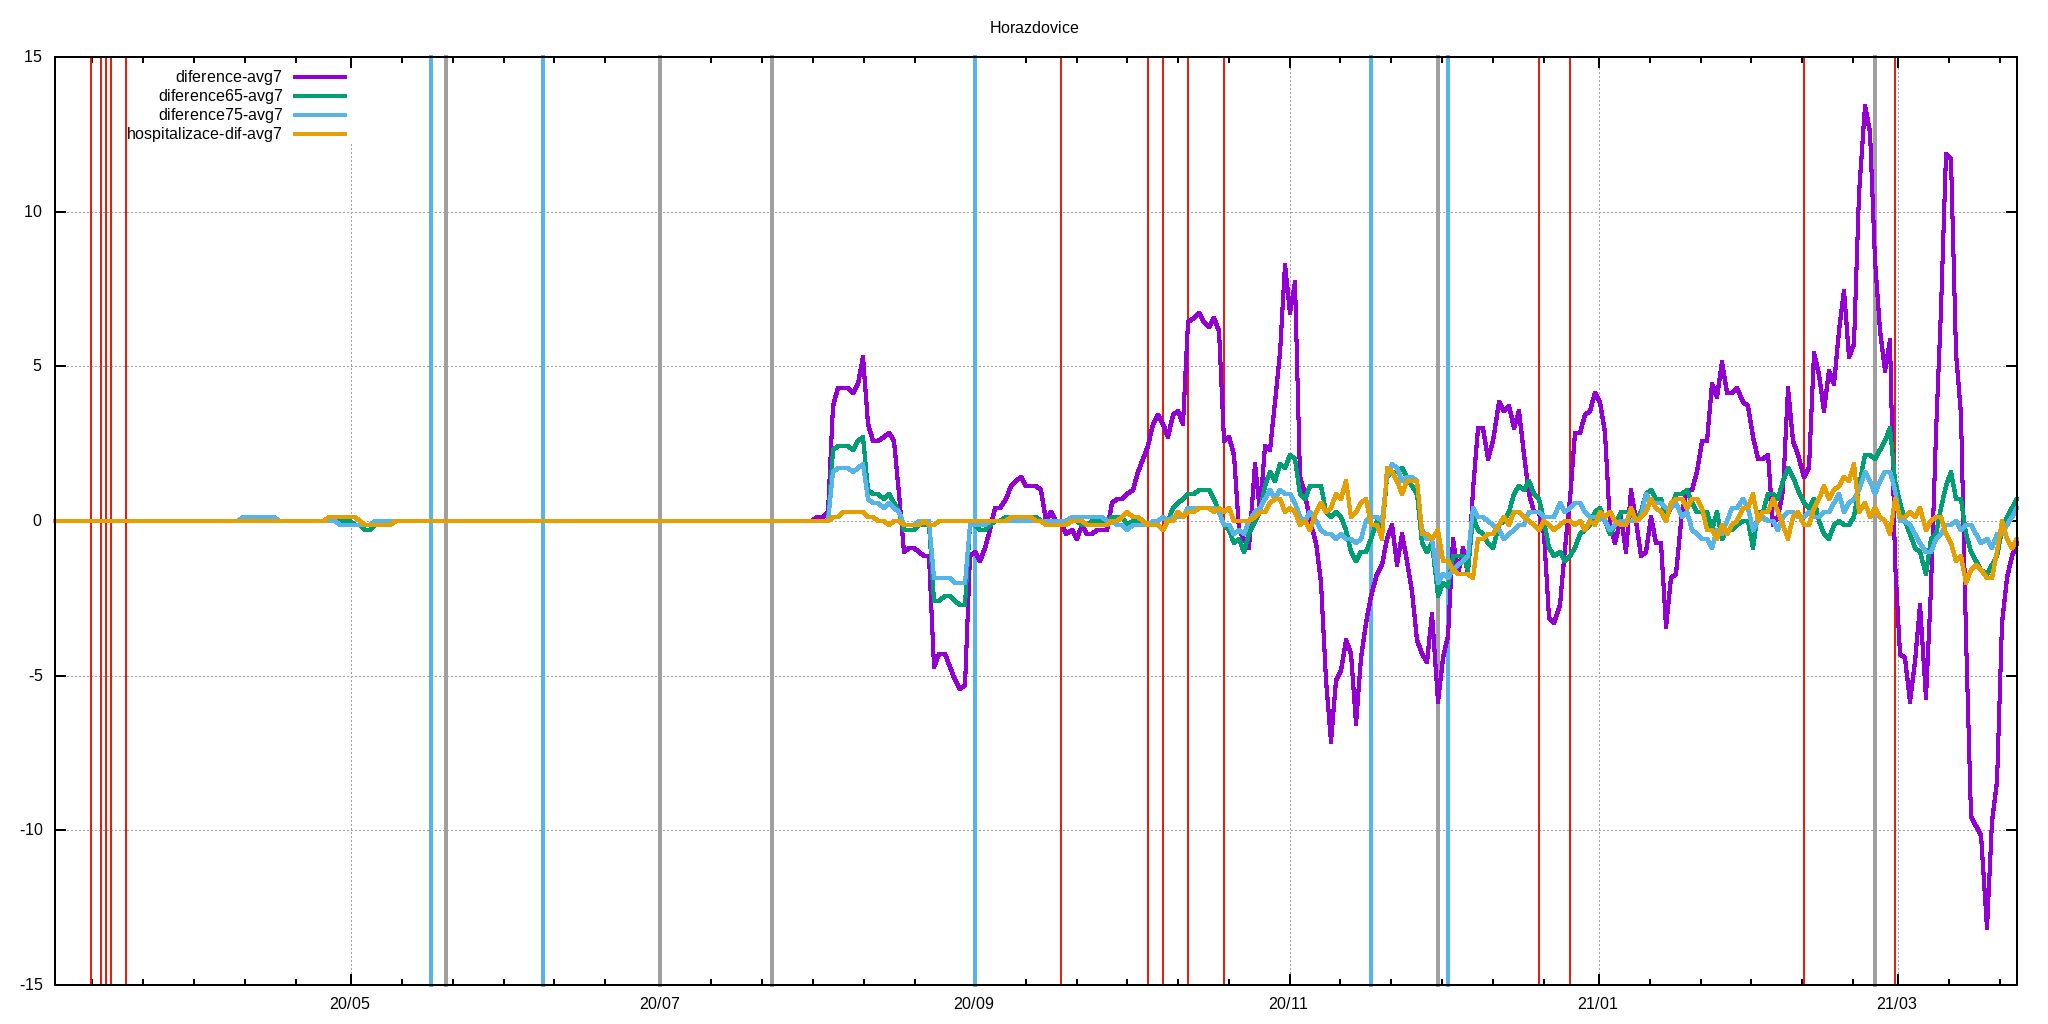 Horazdovice
15
diference-avg7
diference65-avg7
diference75-avg7
hospitalizace-dif-avg7
10
5
0
-5
-10
-15
20/05 20/07 20/09 20/11 21/01 21/03